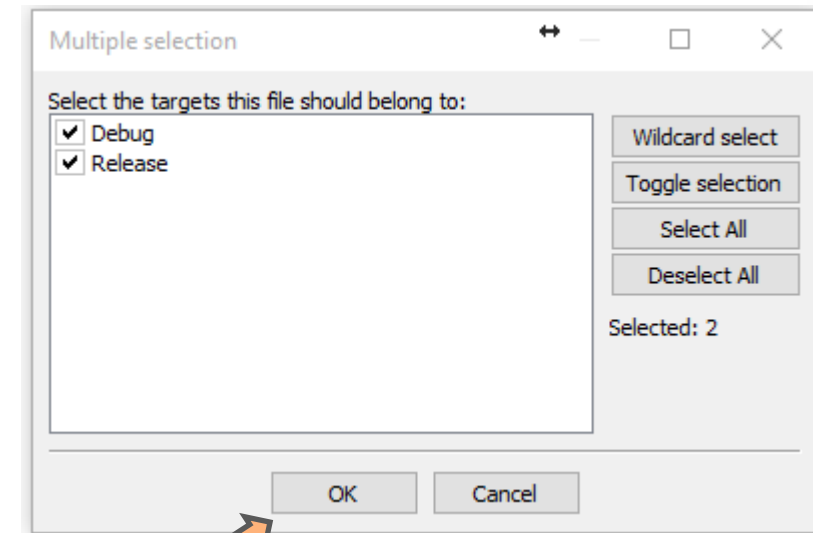 Multiple selection
Select the targets this file should belong to:
Debug
Release
Wildcard select
Toggle selection
Select All
Deselect All
Selected: 2
OK
Cancel